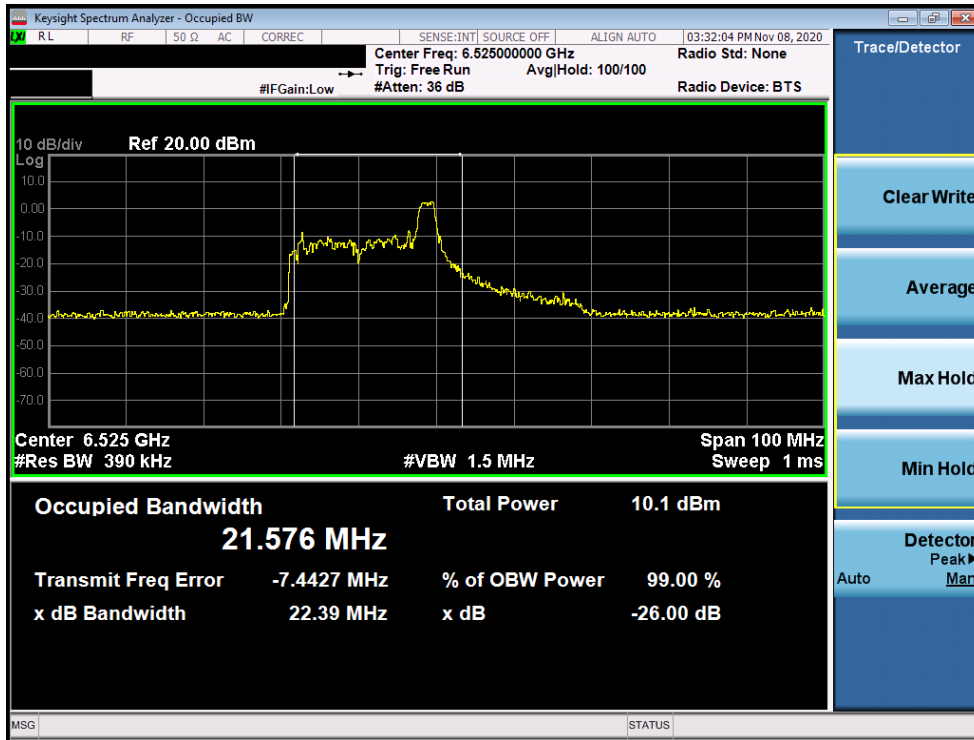 Keysight Spectrum Analyzer - Occupied BW
LXI RL RF 50 Ω AC CORREC SENSE:INT SOURCE OFF ALIGN AUTO 03:32:04 PM Nov 08, 2020
Center Freq: 6.525000000 GHz Radio Std: None
Trig: Free Run Avg|Hold: 100/100
#IFGain:Low #Atten: 36 dB Radio Device: BTS
Trace/Detector
10 dB/div Ref 20.00 dBm
Log
10.0
0.00
-10.0
-20.0
-30.0
-40.0
-50.0
-60.0
-70.0
Center 6.525 GHz Span 100 MHz
#Res BW 390 kHz #VBW 1.5 MHz Sweep 1 ms
Clear Write
Average
Max Hold
Min Hold
Detector
Peak▶
Auto Man
Occupied Bandwidth Total Power 10.1 dBm
21.576 MHz
Transmit Freq Error -7.4427 MHz % of OBW Power 99.00 %
x dB Bandwidth 22.39 MHz x dB -26.00 dB
MSG STATUS